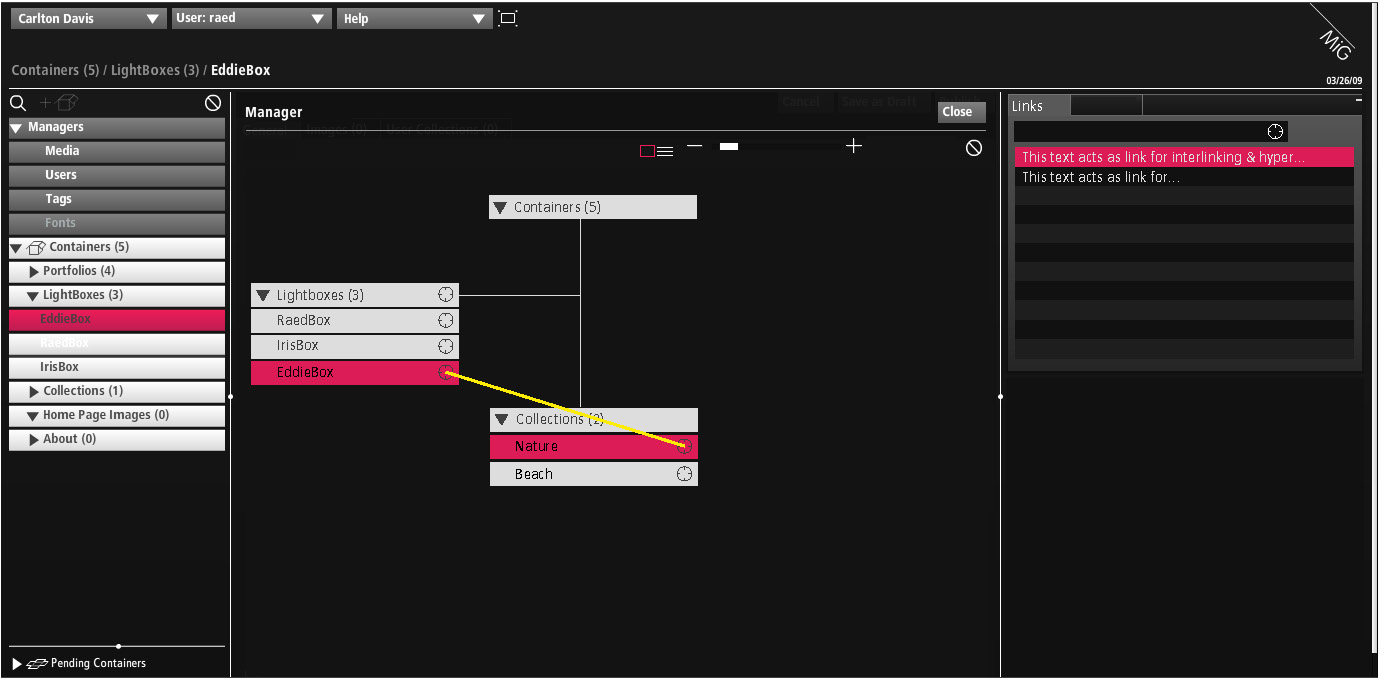 Carlton Davis
User: raed
Help
MiG
Containers (5) / LightBoxes (3) / EddieBox
03/26/09
Managers
Media
Users
Tags
Fonts
Containers (5)
Portfolios (4)
LightBoxes (3)
EddieBox
RaedBox
IrisBox
Collections (1)
Home Page Images (0)
About (0)
Pending Containers
Manager
Cancel
Save as Draft
Close
Images (0)
User Collections (0)
Containers (5)
Lightboxes (3)
RaedBox
IrisBox
EddieBox
Collections (2)
Nature
Beach
Links
This text acts as link for interlinking & hyper...
This text acts as link for...